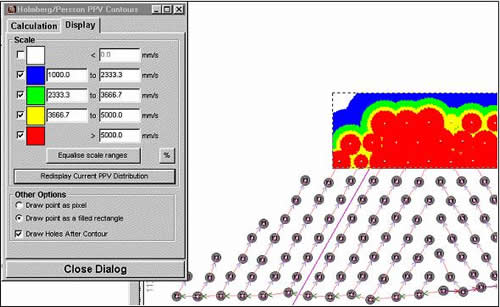 Holmberg/Persson PPV Contours
Calculation Display
Scale
< 0.0 mm/s
1000.0 to 2333.3 mm/s
2333.3 to 3666.7 mm/s
3666.7 to 5000.0 mm/s
> 5000.0 mm/s
Equalise scale ranges %
Redisplay Current PPV Distribution
Other Options
Draw point as pixel
Draw point as a filled rectangle
Draw Holes After Contour
Close Dialog